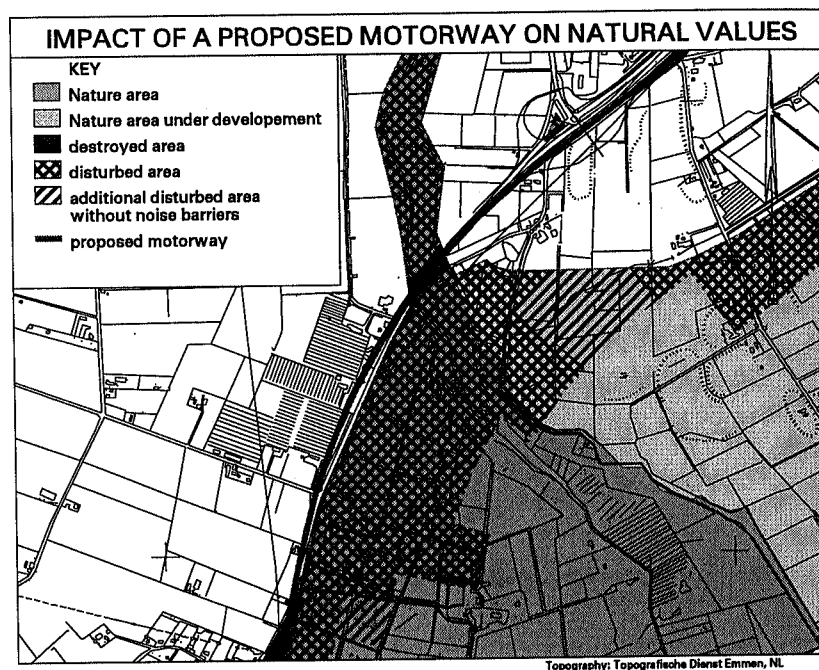 IMPACT OF A PROPOSED MOTORWAY ON NATURAL VALUES
KEY
Nature area
Nature area under developement
destroyed area
disturbed area
additional disturbed area
without noise barriers
proposed motorway
Topography: Topografische Dienst Emmen, NL